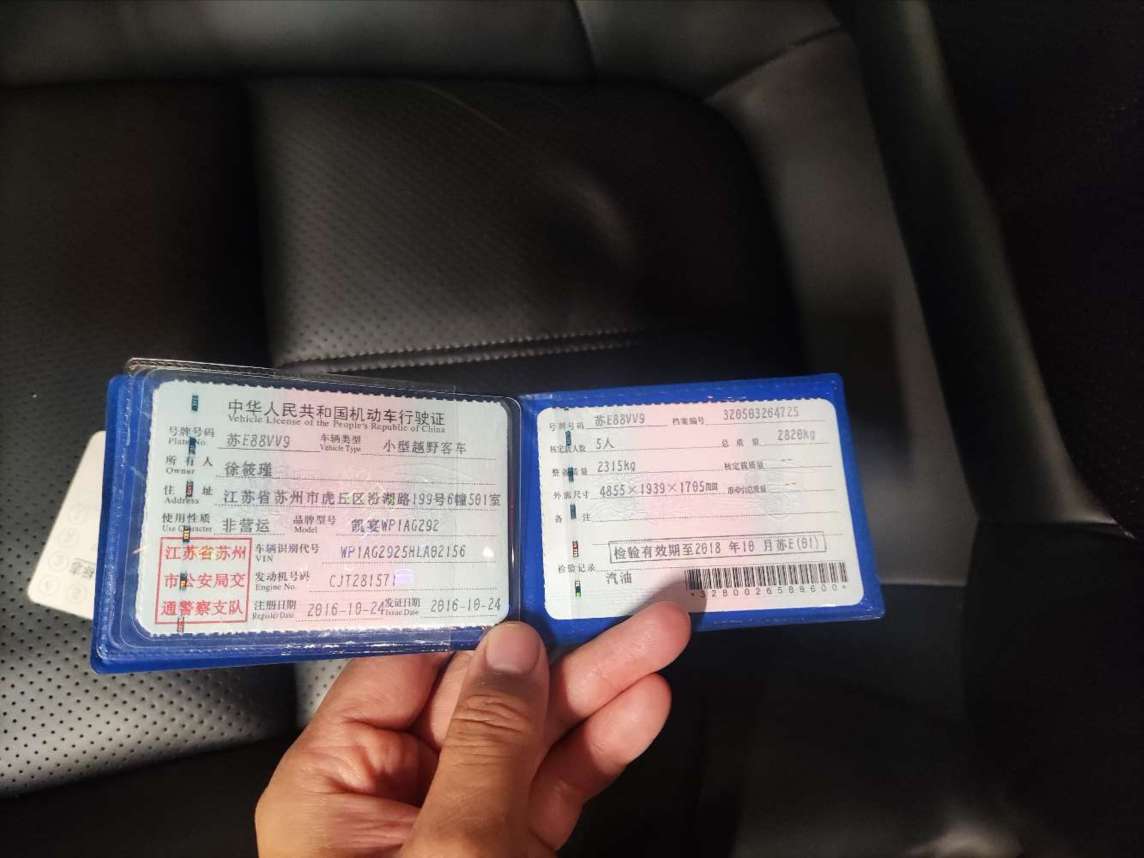 中华人民共和国机动车行驶证
Vehicle License of the People's Republic of China
号牌号码 苏E88VV9 车辆类型 小型越野客车
Plate No. Vehicle Type
所有人 徐筱瑾
Owner
住址 江苏省苏州市虎丘区汾湖路199号6幢501室
Address
使用性质 非营运 品牌型号 凯宴WP1AG292
Use Character Model
江苏省苏州
市公安局交
通警察支队
车辆识别代号 WP1AG2925HLA02156
VIN
发动机号码 CJT281571
Engine No.
注册日期 2016-10-24 发证日期 2016-10-24
Register Date Issue Date
号牌号码 苏E88VV9 档案编号 320503264725
核定载人数 5人 总质量 2820kg
整备质量 2315kg 核定载质量 --
外廓尺寸 4855×1939×1705mm 准牵引总质量 --
备注
检验有效期至2018 年10 月苏E(01)
检验记录
汽油
*3280026589600*